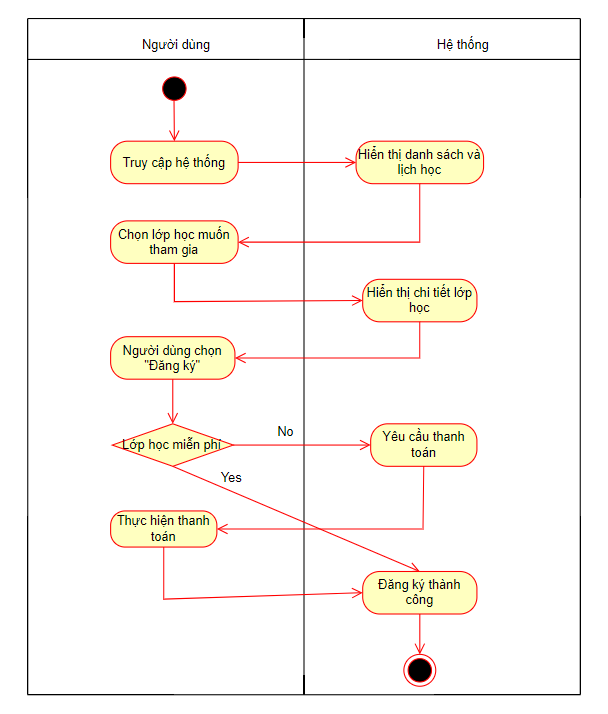 Người dùng
Hệ thống
Truy cập hệ thống
Hiển thị danh sách và
lịch học
Chọn lớp học muốn
tham gia
Hiển thị chi tiết lớp
học
Người dùng chọn
"Đăng ký"
Lớp học miễn phí
No
Yêu cầu thanh
toán
Yes
Thực hiện thanh
toán
Đăng ký thành
công